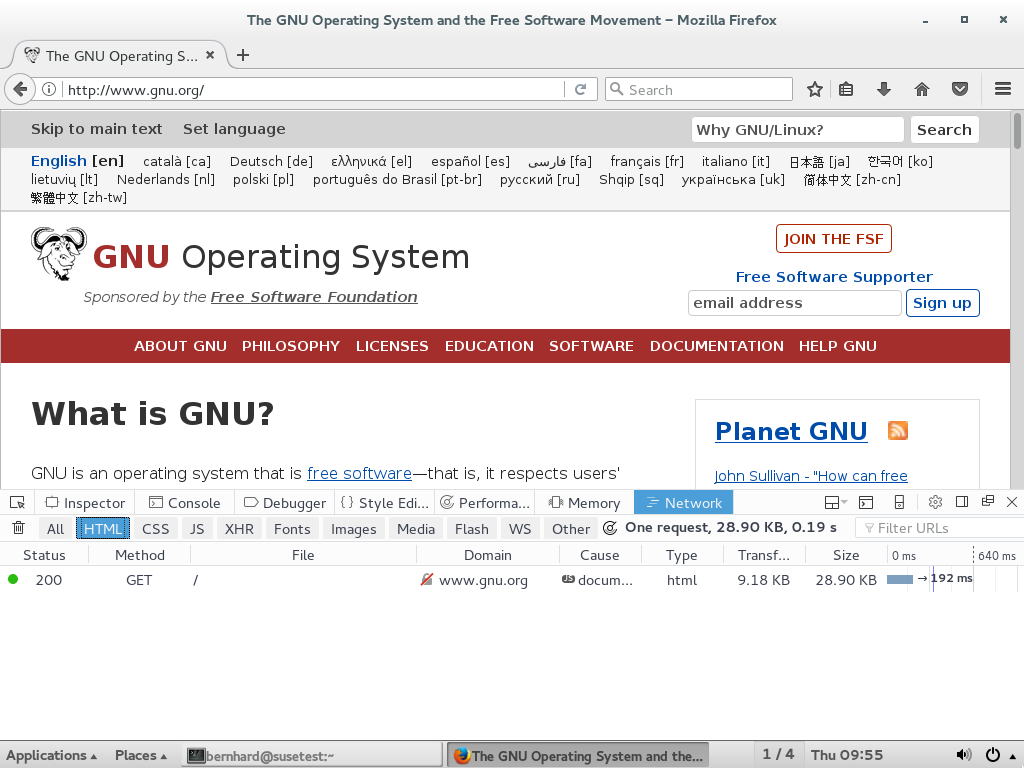 The GNU Operating System and the Free Software Movement – Mozilla Firefox
The GNU Operating S...
http://www.gnu.org/
Search
Skip to main text Set language
Why GNU/Linux? Search
English [en] català [ca] Deutsch [de] ελληνικά [el] español [es] فارسی [fa] français [fr] italiano [it] 日本語 [ja] 한국어 [ko]
lietuvių [lt] Nederlands [nl] polski [pl] português do Brasil [pt-br] русский [ru] Shqip [sq] українська [uk] 简体中文 [zh-cn]
繁體中文 [zh-tw]
GNU Operating System
Sponsored by the Free Software Foundation
JOIN THE FSF
Free Software Supporter
email address Sign up
ABOUT GNU PHILOSOPHY LICENSES EDUCATION SOFTWARE DOCUMENTATION HELP GNU
What is GNU?
GNU is an operating system that is free software—that is, it respects users'
Planet GNU
John Sullivan - "How can free
Inspector Console Debugger Style Edi... Performa... Memory Network
All HTML CSS JS XHR Fonts Images Media Flash WS Other One request, 28.90 KB, 0.19 s Filter URLs
Status Method File Domain Cause Type Transf... Size 0 ms 640 ms
200 GET / www.gnu.org JS docum... html 9.18 KB 28.90 KB → 192 ms
Applications Places bernhard@susetest:~ The GNU Operating System and the... 1 / 4 Thu 09:55